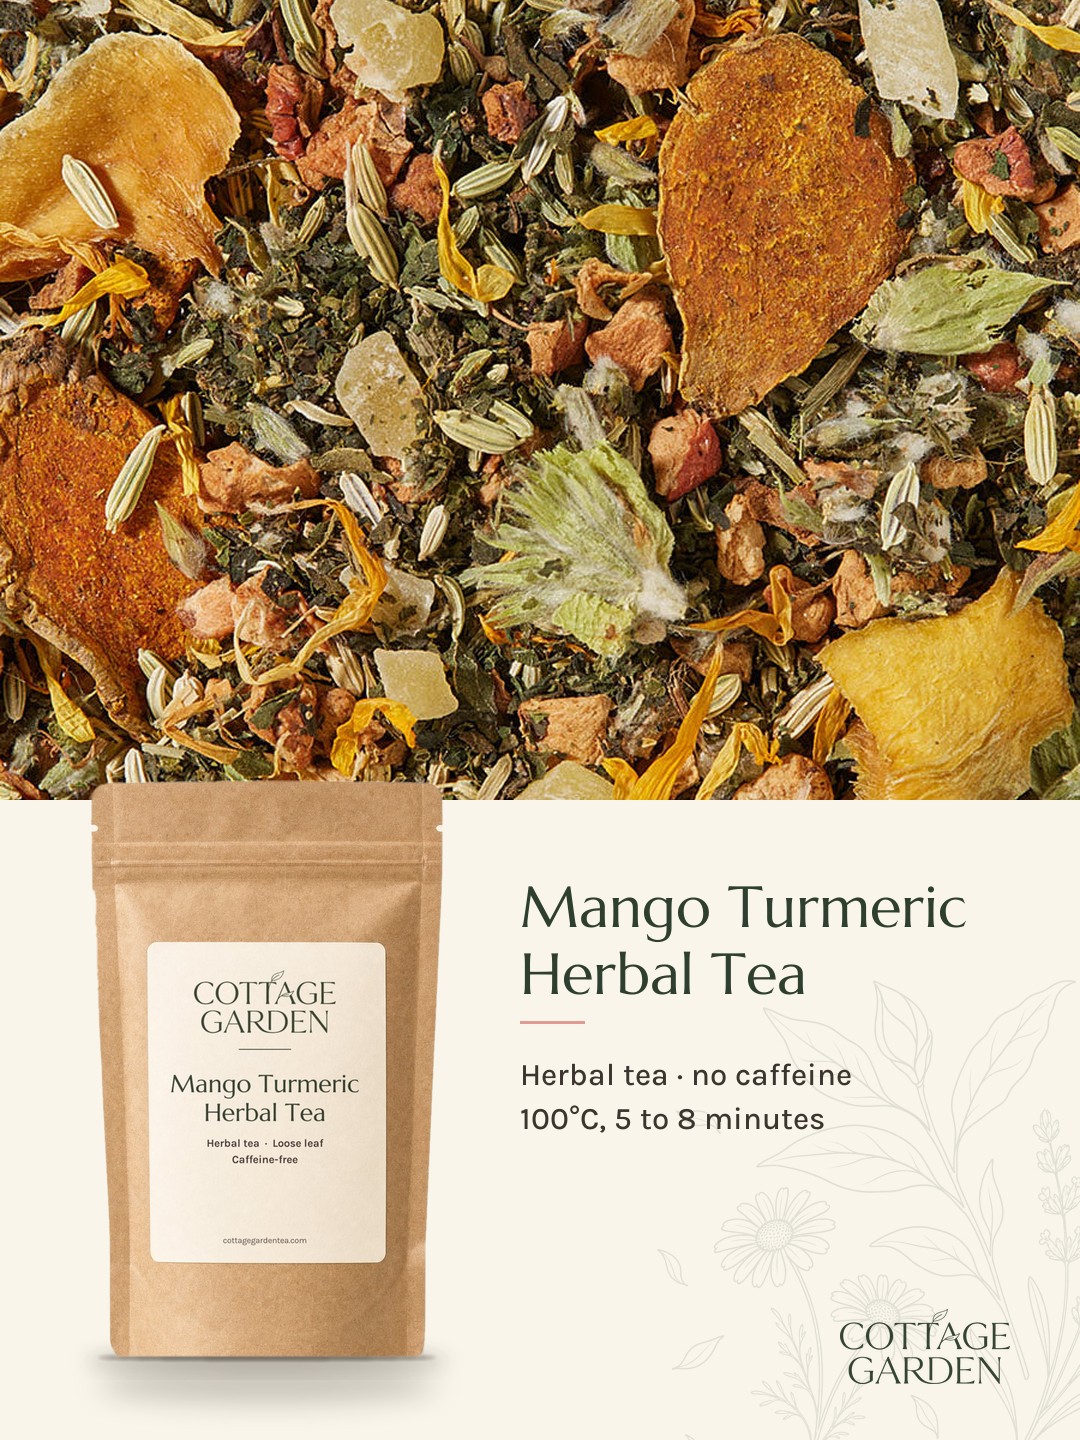 Mango Turmeric
Herbal Tea
Herbal tea · no caffeine
100°C, 5 to 8 minutes
COTTAGE
GARDEN
Mango Turmeric
Herbal Tea
Herbal tea · Loose leaf
Caffeine-free
cottagegardentea.com
COTTAGE
GARDEN